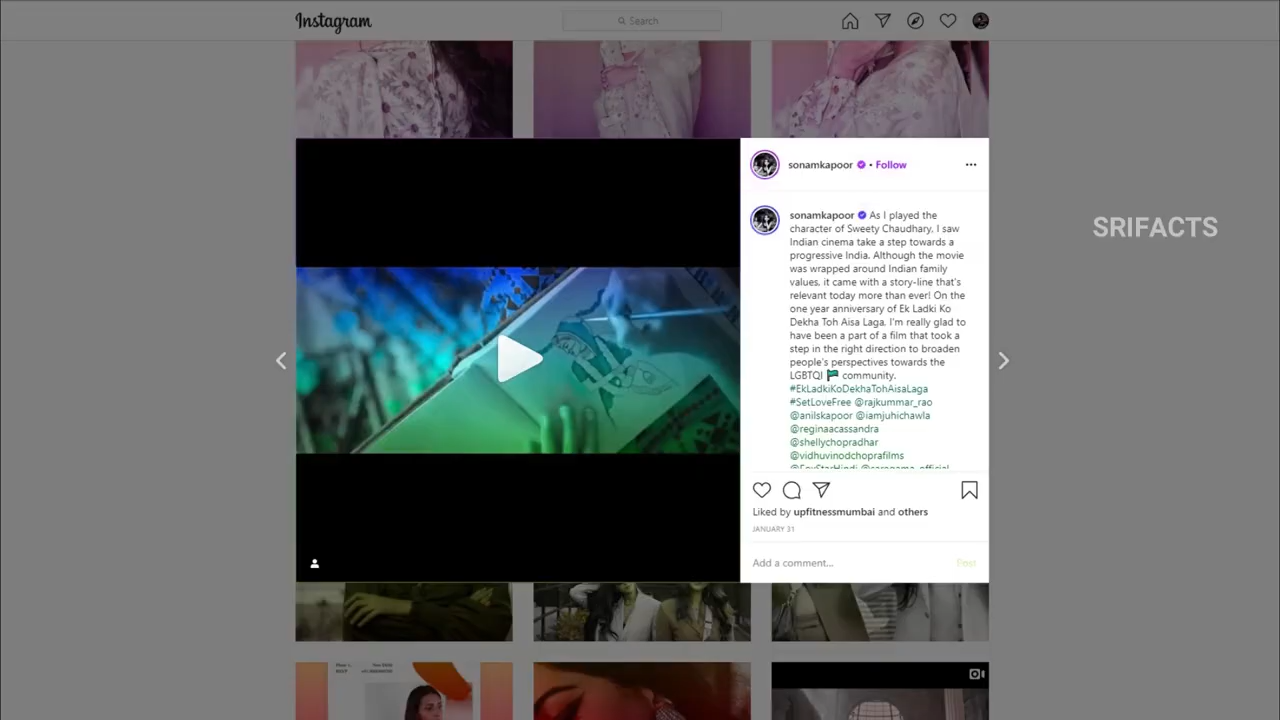 Instagram
Search
sonamkapoor • Follow
SRIFACTS
sonamkapoor As I played the
character of Sweety Chaudhary, I saw
Indian cinema take a step towards a
progressive India. Although the movie
was wrapped around Indian family
values, it came with a story-line that's
relevant today more than ever! On the
one year anniversary of Ek Ladki Ko
Dekha Toh Aisa Laga, I'm really glad to
have been a part of a film that took a
step in the right direction to broaden
people's perspectives towards the
LGBTQI community.
#EkLadkiKoDekhaTohAisaLaga
#SetLoveFree @rajkummar_rao
@anilskapoor @iamjuhichawla
@reginaacassandra
@shellychopradhar
@vidhuvinodchoprafilms
@FoxStarHindi @saregama_official
Liked by upfitnessmumbai and others
JANUARY 31
Add a comment...
Post